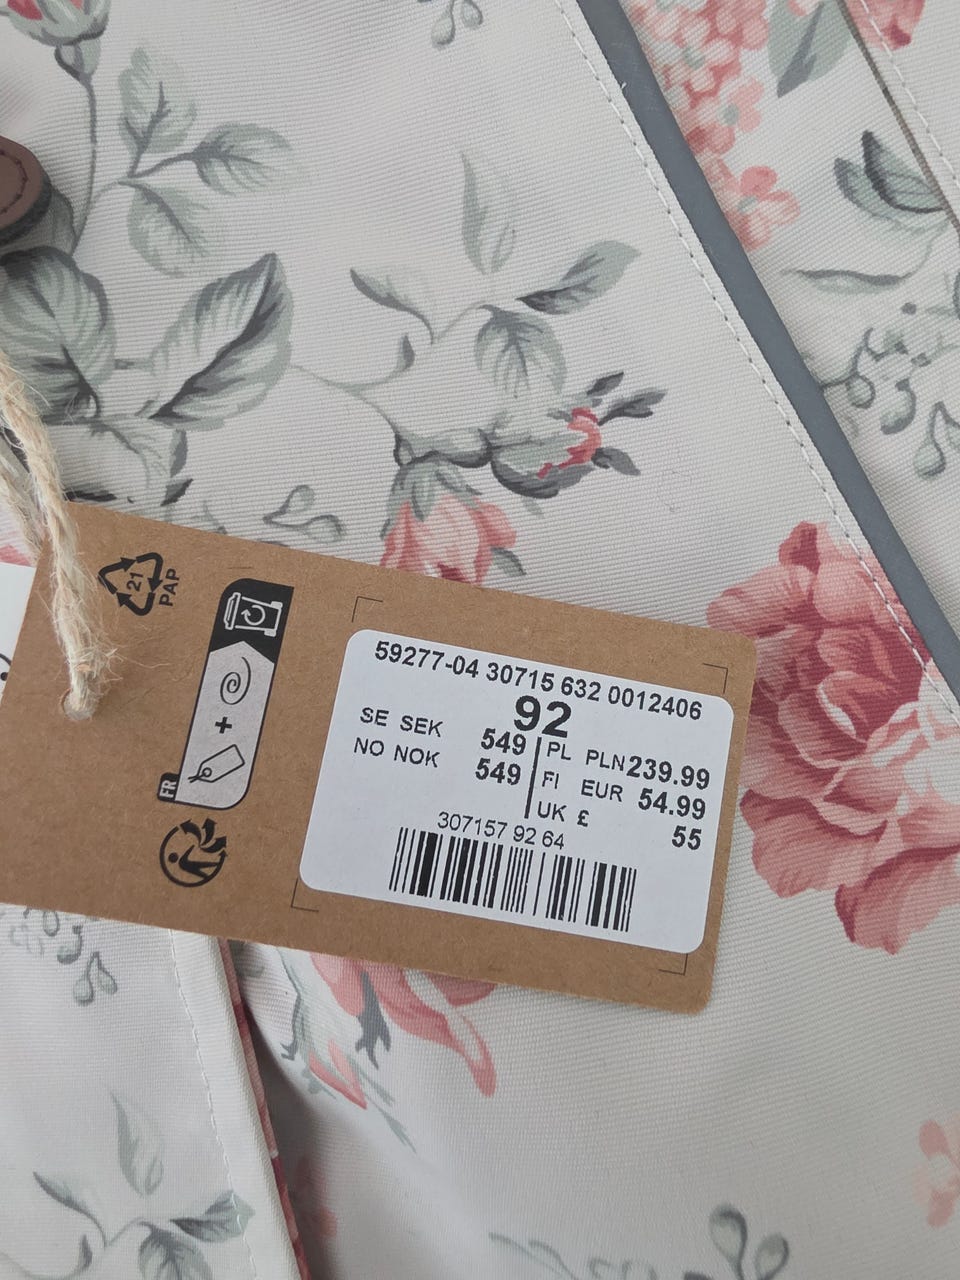 21
PAP
FR
59277-04 30715 632 0012406
92
SE SEK 549
NO NOK 549
PL PLN 239.99
FI EUR 54.99
UK £ 55
307157 92 64